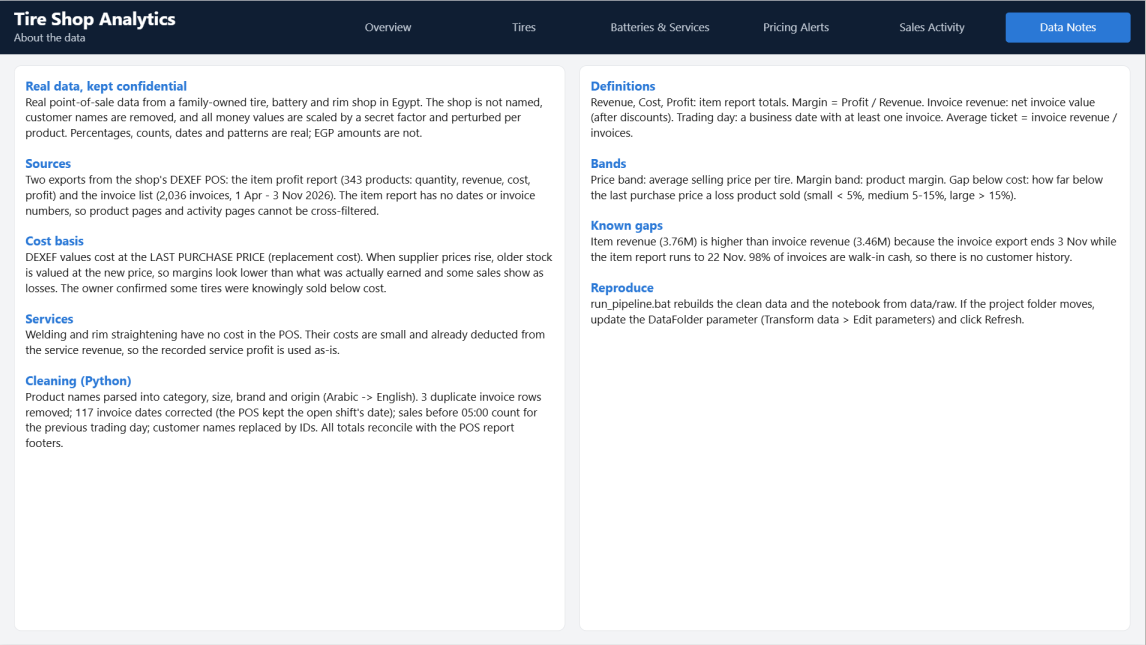 Tire Shop Analytics
About the data
Overview
Tires
Batteries & Services
Pricing Alerts
Sales Activity
Data Notes
Real data, kept confidential
Real point-of-sale data from a family-owned tire, battery and rim shop in Egypt. The shop is not named,
customer names are removed, and all money values are scaled by a secret factor and perturbed per
product. Percentages, counts, dates and patterns are real; EGP amounts are not.
Sources
Two exports from the shop's DEXEF POS: the item profit report (343 products: quantity, revenue, cost,
profit) and the invoice list (2,036 invoices, 1 Apr - 3 Nov 2026). The item report has no dates or invoice
numbers, so product pages and activity pages cannot be cross-filtered.
Cost basis
DEXEF values cost at the LAST PURCHASE PRICE (replacement cost). When supplier prices rise, older stock
is valued at the new price, so margins look lower than what was actually earned and some sales show as
losses. The owner confirmed some tires were knowingly sold below cost.
Services
Welding and rim straightening have no cost in the POS. Their costs are small and already deducted from
the service revenue, so the recorded service profit is used as-is.
Cleaning (Python)
Product names parsed into category, size, brand and origin (Arabic -> English). 3 duplicate invoice rows
removed; 117 invoice dates corrected (the POS kept the open shift's date); sales before 05:00 count for
the previous trading day; customer names replaced by IDs. All totals reconcile with the POS report
footers.
Definitions
Revenue, Cost, Profit: item report totals. Margin = Profit / Revenue. Invoice revenue: net invoice value
(after discounts). Trading day: a business date with at least one invoice. Average ticket = invoice revenue /
invoices.
Bands
Price band: average selling price per tire. Margin band: product margin. Gap below cost: how far below
the last purchase price a loss product sold (small < 5%, medium 5-15%, large > 15%).
Known gaps
Item revenue (3.76M) is higher than invoice revenue (3.46M) because the invoice export ends 3 Nov while
the item report runs to 22 Nov. 98% of invoices are walk-in cash, so there is no customer history.
Reproduce
run_pipeline.bat rebuilds the clean data and the notebook from data/raw. If the project folder moves,
update the DataFolder parameter (Transform data > Edit parameters) and click Refresh.